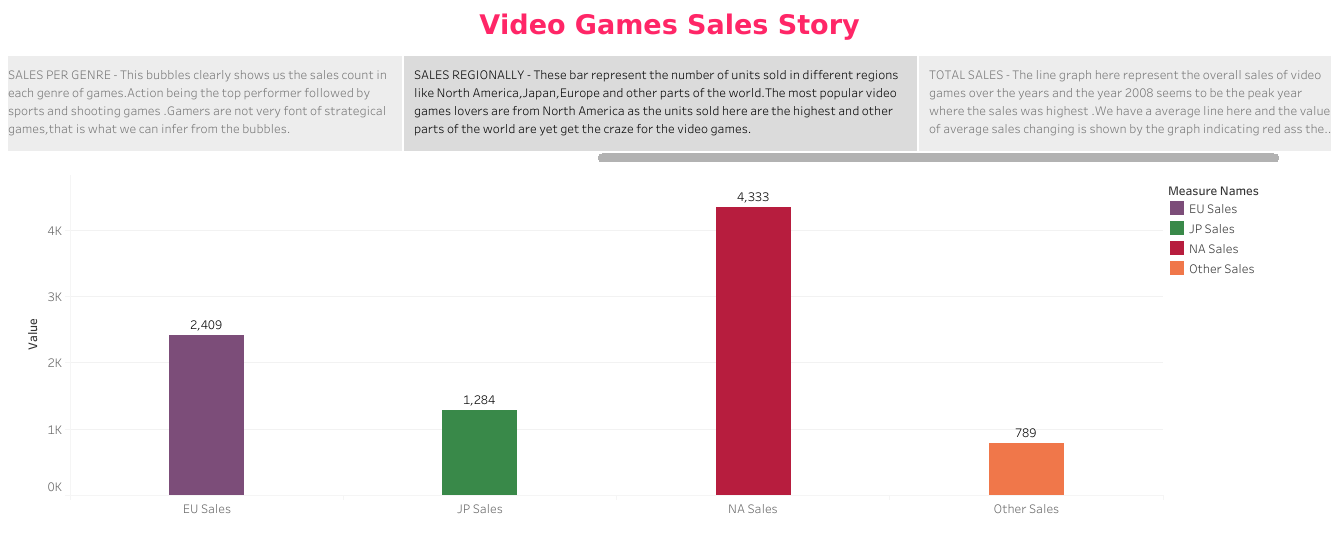 Video Games Sales Story
SALES PER GENRE - This bubbles clearly shows us the sales count in
each genre of games.Action being the top performer followed by
sports and shooting games .Gamers are not very font of strategical
games,that is what we can infer from the bubbles.
SALES REGIONALLY - These bar represent the number of units sold in different regions
like North America,Japan,Europe and other parts of the world.The most popular video
games lovers are from North America as the units sold here are the highest and other
parts of the world are yet get the craze for the video games.
TOTAL SALES - The line graph here represent the overall sales of video
games over the years and the year 2008 seems to be the peak year
where the sales was highest .We have a average line here and the value
of average sales changing is shown by the graph indicating red ass the..
Measure Names
EU Sales
JP Sales
NA Sales
Other Sales
Value
4K
3K
2K
1K
0K
2,409
1,284
4,333
789
EU Sales
JP Sales
NA Sales
Other Sales